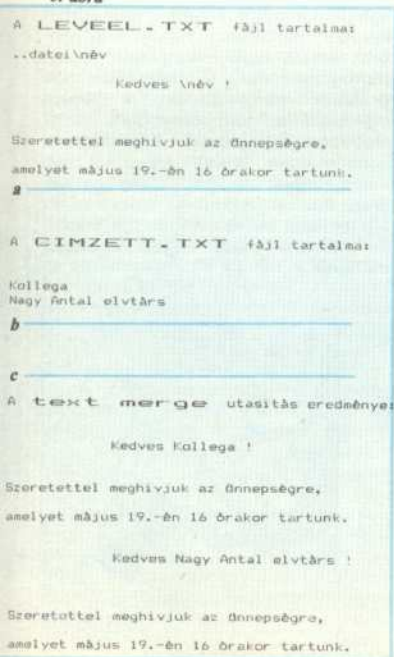 A LEVEEL.TXT fájl tartalma:
..datei\név
Kedves \név !
Szeretettel meghivjuk az Ünnepségre,
amelyet május 19.-én 16 órakor tartunk.
a
A CIMZETT.TXT fájl tartalma:
Kollega
Nagy Antal elvtárs
b
c
A text merge utasitás eredménye:
Kedves Kollega !
Szeretettel meghivjuk az Ünnepségre,
amelyet május 19.-én 16 órakor tartunk.
Kedves Nagy Antal elvtárs !
Szeretettel meghivjuk az Ünnepségre,
amelyet május 19.-én 16 órakor tartunk.